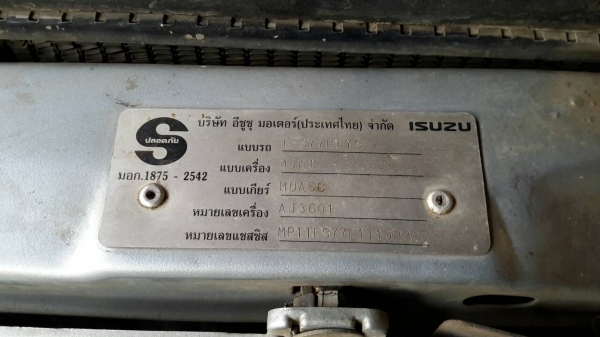 บริษัท อีซูซุ มอเตอร์(ประเทศไทย) จำกัด ISUZU
S
ปลอดภัย
มอก.1875 - 2542
แบบรถ
แบบเครื่อง
แบบเกียร์ MUA5C
หมายเลขเครื่อง AJ3601
หมายเลขแชสซิส